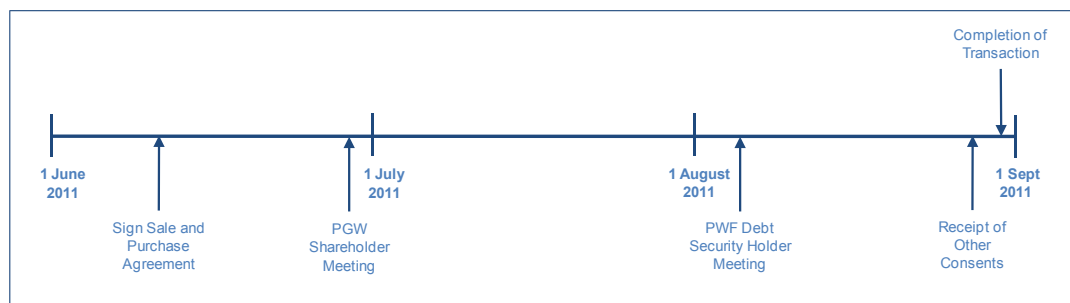 Completion of
Transaction
1 June
2011
1 July
2011
1 August
2011
1 Sept
2011
Sign Sale and
Purchase
Agreement
PGW
Shareholder
Meeting
PWF Debt
Security Holder
Meeting
Receipt of
Other
Consents